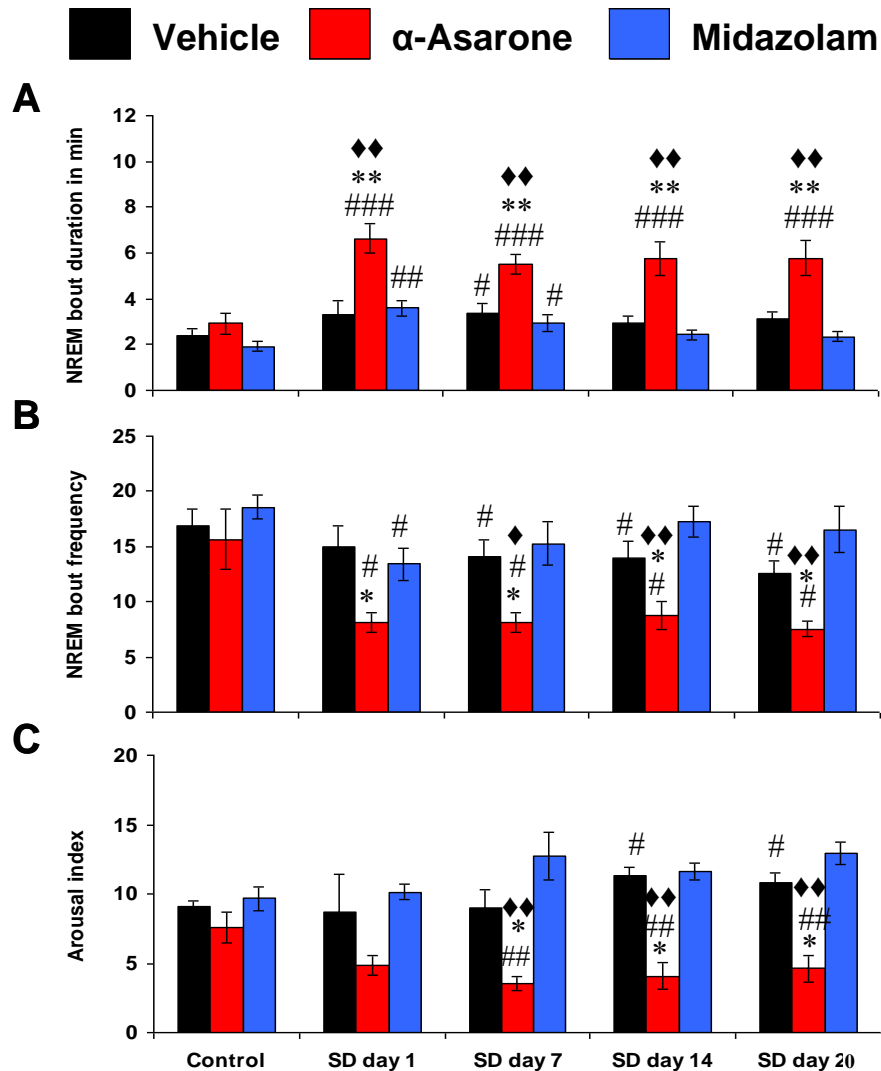 Vehicle α-Asarone Midazolam
A
NREM bout duration in min
12
10
8
6
4
2
0
♦♦ ♦♦ ♦♦ ♦♦
** ** ** **
### ### ### ###
## # #
B
NREM bout frequency
25
20
15
10
5
0
# # # ♦ # ♦♦ # ♦♦
# # * *
* * # #
C
Arousal index
20
15
10
5
0
# #
♦♦ ♦♦ ♦♦
* ## ##
## * *
Control SD day 1 SD day 7 SD day 14 SD day 20